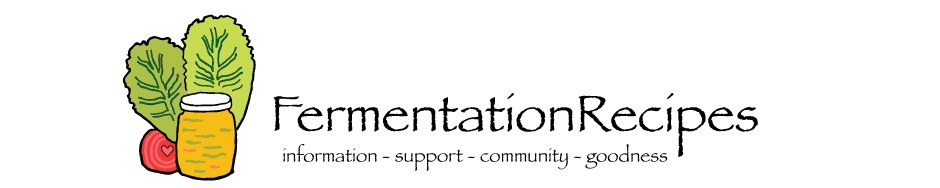 FermentationRecipes
information - support - community - goodness